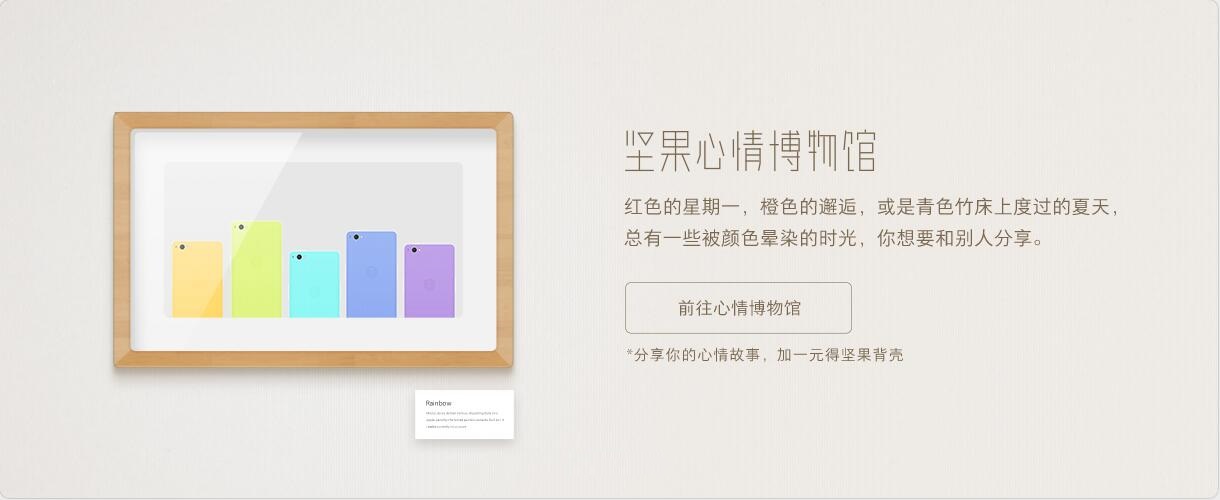 坚果心情博物馆
红色的星期一，橙色的邂逅，或是青色竹床上度过的夏天，
总有一些被颜色晕染的时光，你想要和别人分享。
前往心情博物馆
*分享你的心情故事，加一元得坚果背壳
Rainbow